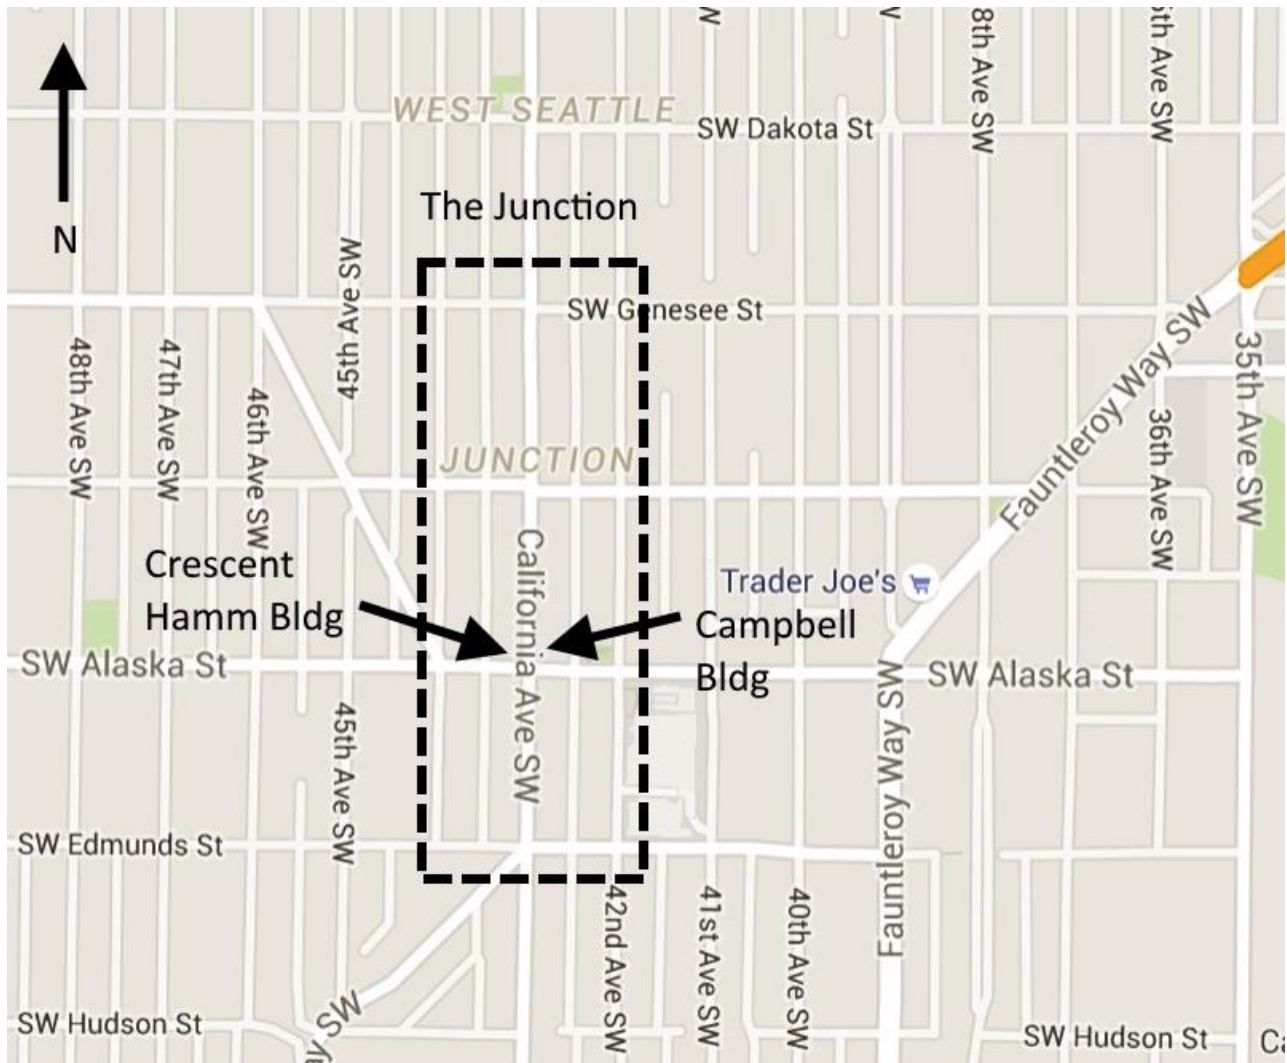 WEST SEATTLE
SW Dakota St
8th Ave SW
5th Ave SW
SW
N
The Junction
45th Ave SW
SW Genesee St
48th Ave SW
47th Ave SW
46th Ave SW
Fauntleroy Way SW
35th Ave SW
36th Ave SW
JUNCTION
California Ave SW
Crescent
Hamm Bldg
Trader Joe's
Campbell
Bldg
SW Alaska St
SW Alaska St
45th Ave SW
Fauntleroy Way SW
SW Edmunds St
42nd Ave SW
41st Ave SW
40th Ave SW
SW Hudson St
SW
SW Hudson St